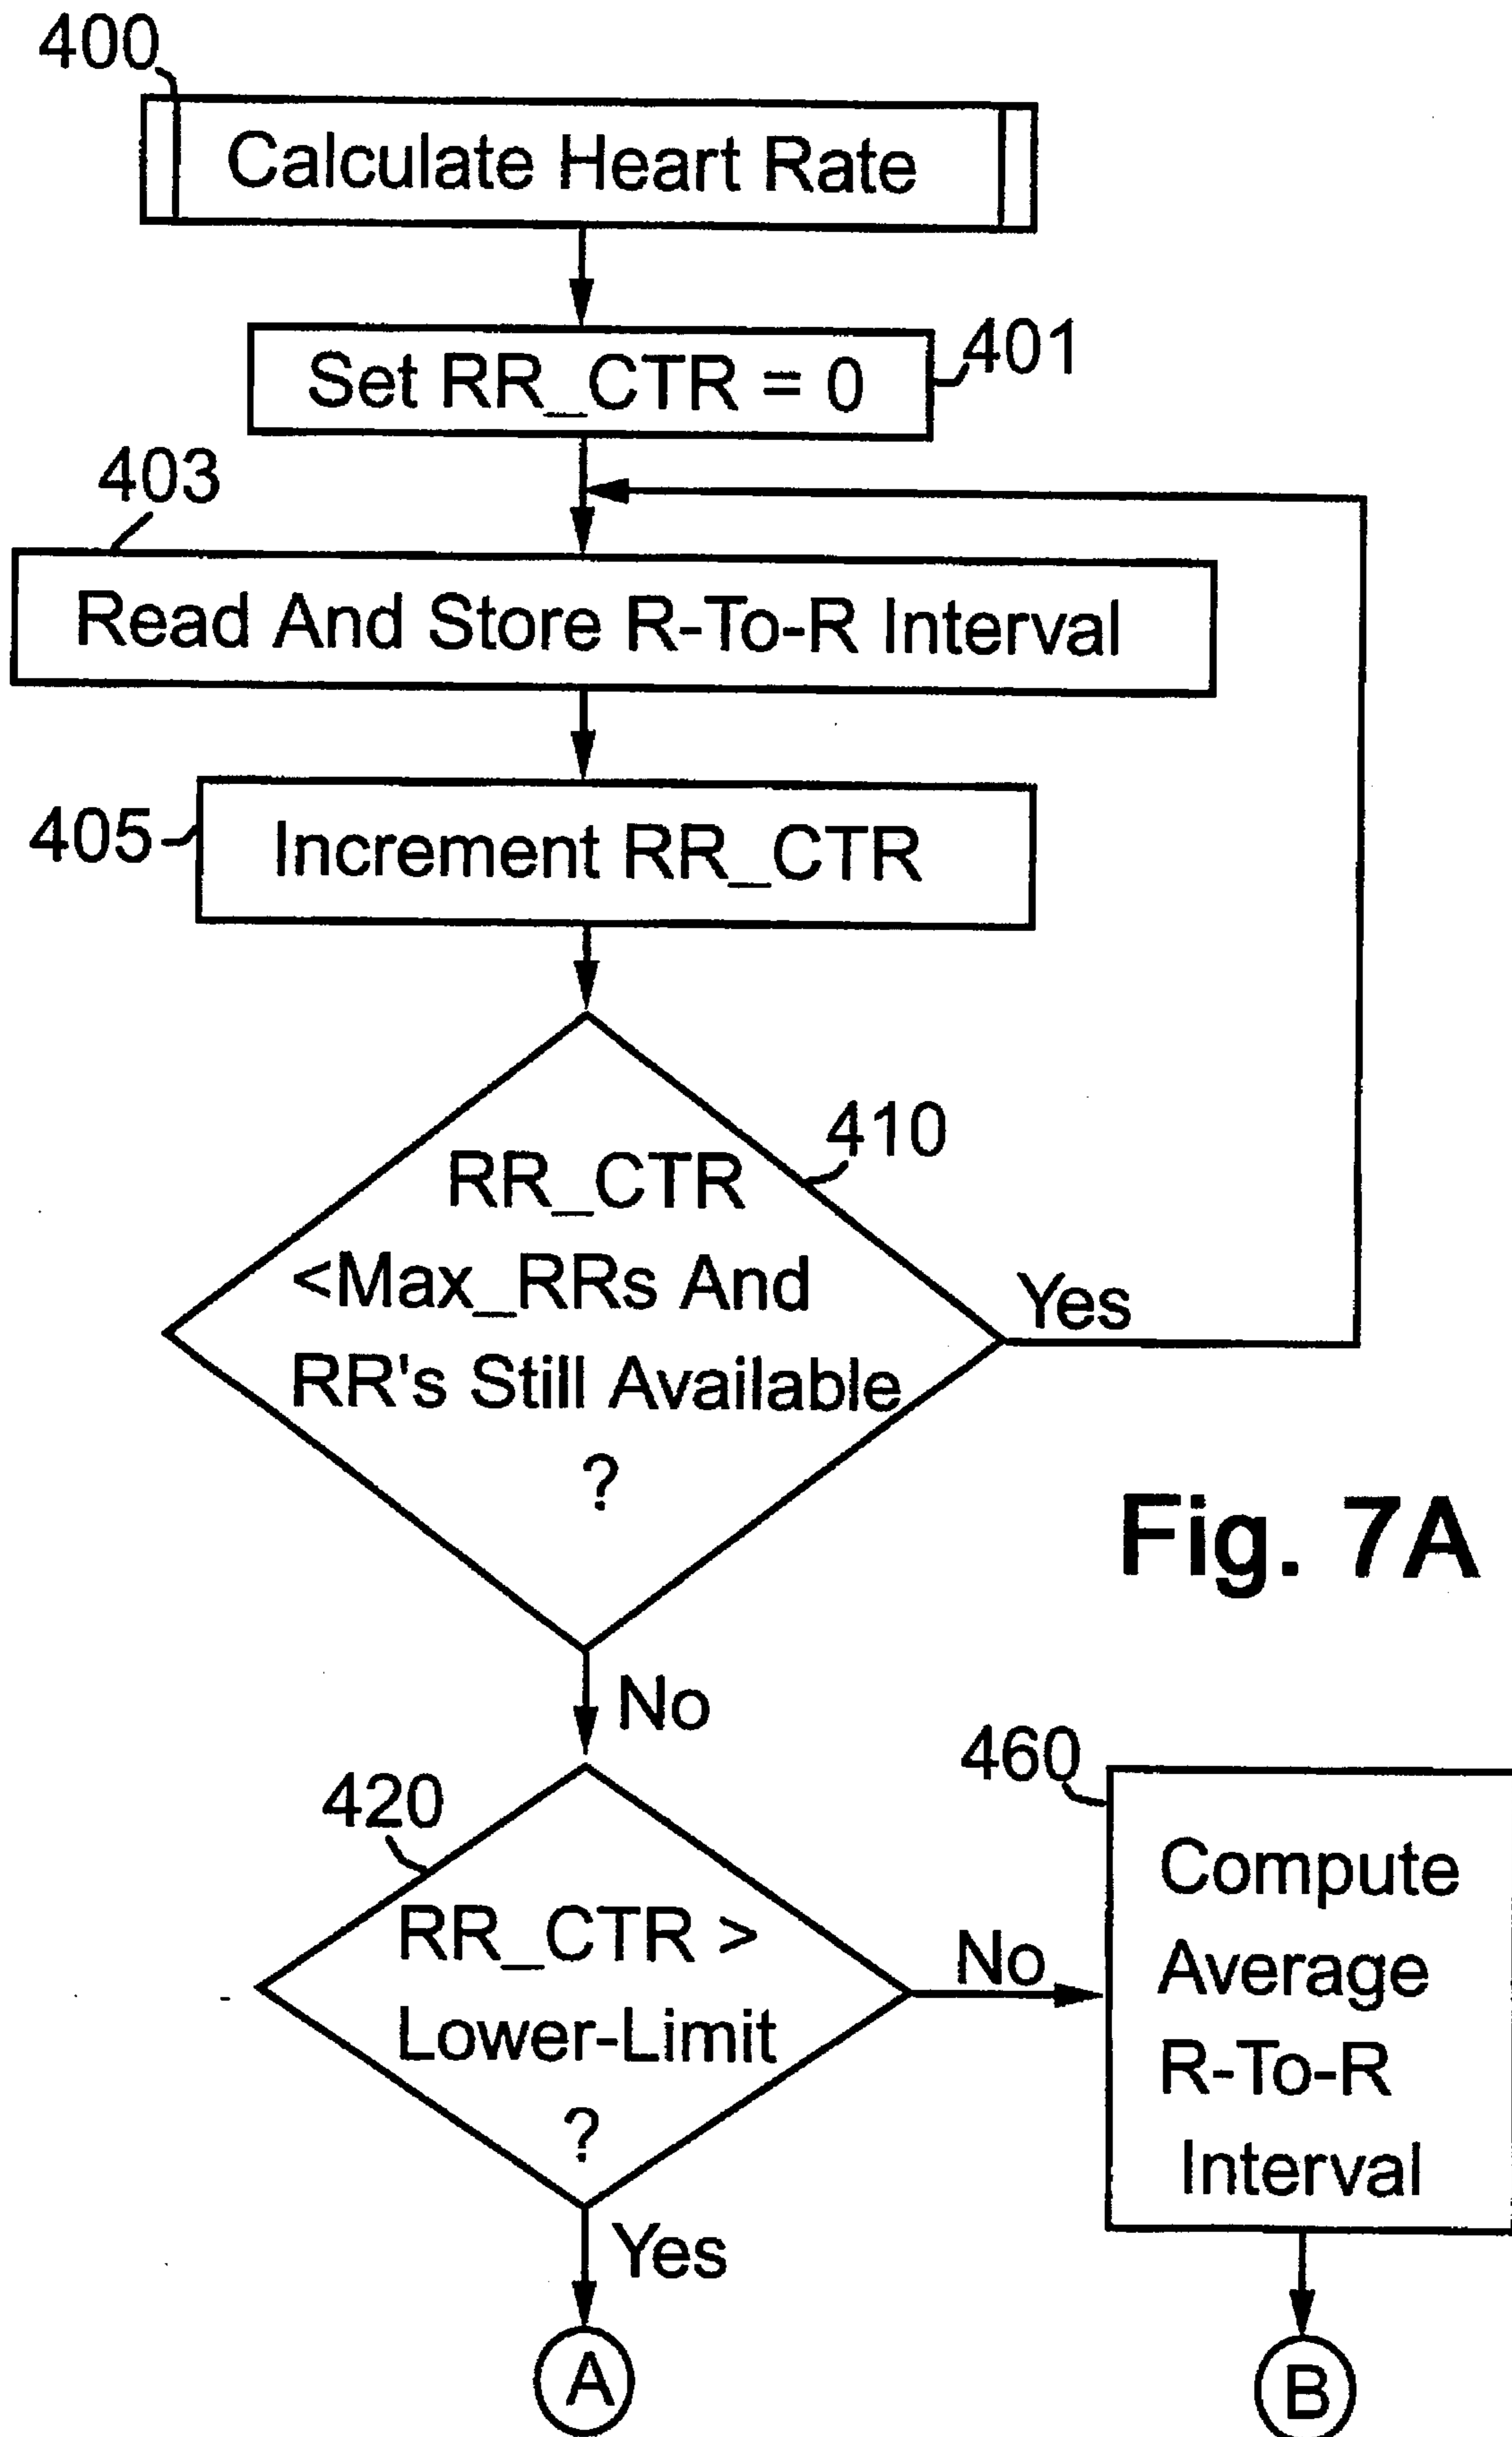 400
Calculate Heart Rate
Set RR_CTR = 0
401
403
Read And Store R-To-R Interval
405
Increment RR_CTR
410
RR_CTR
<Max_RRs And
RR's Still Available
?
Yes
Fig. 7A
No
420
RR_CTR >
Lower-Limit
?
No
460
Compute
Average
R-To-R
Interval
Yes
A
B